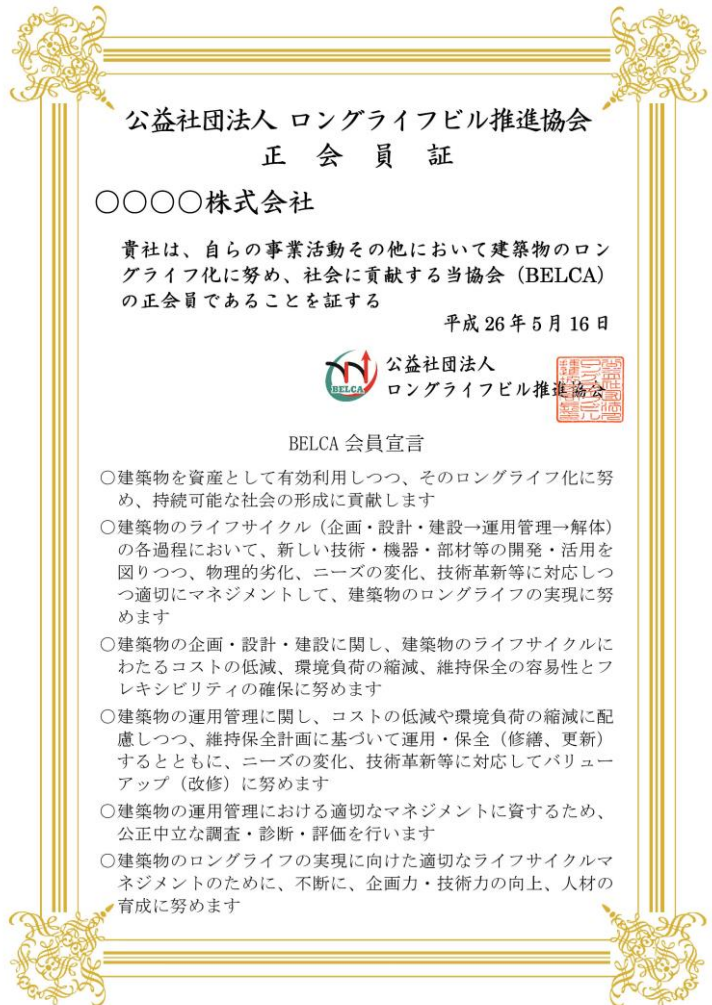 公益社団法人 ロングライフビル推進協会
正 会 員 証
○○○○株式会社
貴社は、自らの事業活動その他において建築物のロン
グライフ化に努め、社会に貢献する当協会（BELCA）
の正会員であることを証する
平成 26 年 5 月 16 日
BELCA
公益社団法人
ロングライフビル推進協会
BELCA 会員宣言
○建築物を資産として有効利用しつつ、そのロングライフ化に努
め、持続可能な社会の形成に貢献します
○建築物のライフサイクル（企画・設計・建設→運用管理→解体）
の各過程において、新しい技術・機器・部材等の開発・活用を
図りつつ、物理的劣化、ニーズの変化、技術革新等に対応しつ
つ適切にマネジメントして、建築物のロングライフの実現に努
めます
○建築物の企画・設計・建設に関し、建築物のライフサイクルに
わたるコストの低減、環境負荷の縮減、維持保全の容易性とフ
レキシビリティの確保に努めます
○建築物の運用管理に関し、コストの低減や環境負荷の縮減に配
慮しつつ、維持保全計画に基づいて運用・保全（修繕、更新）
するとともに、ニーズの変化、技術革新等に対応してバリュー
アップ（改修）に努めます
○建築物の運用管理における適切なマネジメントに資するため、
公正中立な調査・診断・評価を行います
○建築物のロングライフの実現に向けた適切なライフサイクルマ
ネジメントのために、不断に、企画力・技術力の向上、人材の
育成に努めます